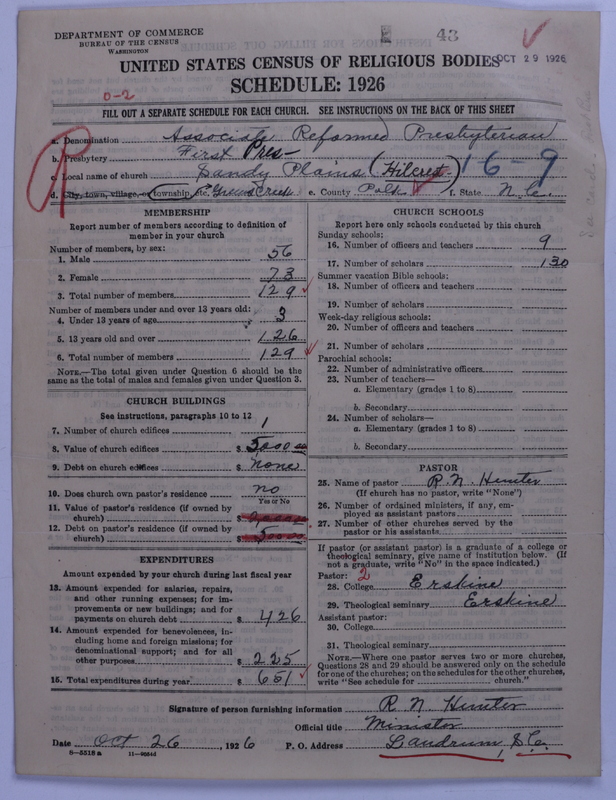 DEPARTMENT OF COMMERCE
BUREAU OF THE CENSUS
WASHINGTON
43
OCT 29 1926
UNITED STATES CENSUS OF RELIGIOUS BODIES
SCHEDULE: 1926
0-2
FILL OUT A SEPARATE SCHEDULE FOR EACH CHURCH. SEE INSTRUCTIONS ON THE BACK OF THIS SHEET
a. Denomination Associate Reformed Presbyterian
b. Presbytery First Pres-
c. Local name of church Sandy Plains (Hilcrest) 16-9
d. City, town, village, or township, etc. Green Creek e. County Polk f. State N. C.
MEMBERSHIP
Report number of members according to definition of member in your church
Number of members, by sex:
1. Male 56
2. Female 73
3. Total number of members 129
Number of members under and over 13 years old:
4. Under 13 years of age 3
5. 13 years old and over 126
6. Total number of members 129
NOTE.—The total given under Question 6 should be the same as the total of males and females given under Question 3.
CHURCH BUILDINGS
See instructions, paragraphs 10 to 12
7. Number of church edifices 1
8. Value of church edifices $ 5000 00
9. Debt on church edifices $ none
10. Does church own pastor's residence no
Yes or No
11. Value of pastor's residence (if owned by church) $
12. Debt on pastor's residence (if owned by church) $ 500 00
EXPENDITURES
Amount expended by your church during last fiscal year
13. Amount expended for salaries, repairs, and other running expenses; for improvements or new buildings; and for payments on church debt $ 426
14. Amount expended for benevolences, including home and foreign missions; for denominational support; and for all other purposes $ 225
15. Total expenditures during year $ 651
CHURCH SCHOOLS
Report here only schools conducted by this church
Sunday schools:
16. Number of officers and teachers 9
17. Number of scholars 130
Summer vacation Bible schools:
18. Number of officers and teachers
19. Number of scholars
Week-day religious schools:
20. Number of officers and teachers
21. Number of scholars
Parochial schools:
22. Number of administrative officers
23. Number of teachers—
a. Elementary (grades 1 to 8)
b. Secondary
24. Number of scholars—
a. Elementary (grades 1 to 8)
b. Secondary
PASTOR
25. Name of pastor R. N. Hunter
(If church has no pastor, write "None")
26. Number of ordained ministers, if any, employed as assistant pastors
27. Number of other churches served by the pastor or his assistants
If pastor (or assistant pastor) is a graduate of a college or theological seminary, give name of institution below. (If not a graduate, write "No" in the space indicated.)
Pastor: 2
28. College Erskine
29. Theological seminary Erskine
Assistant pastor:
30. College
31. Theological seminary
NOTE.—Where one pastor serves two or more churches, Questions 28 and 29 should be answered only on the schedule for one of the churches; on the schedules for the other churches, write "See schedule for church."
Signature of person furnishing information R N Hunter
Official title Minister
Date Oct 26, 1926 P. O. Address Landrum, S.C.
8—5518 a 11—9884d